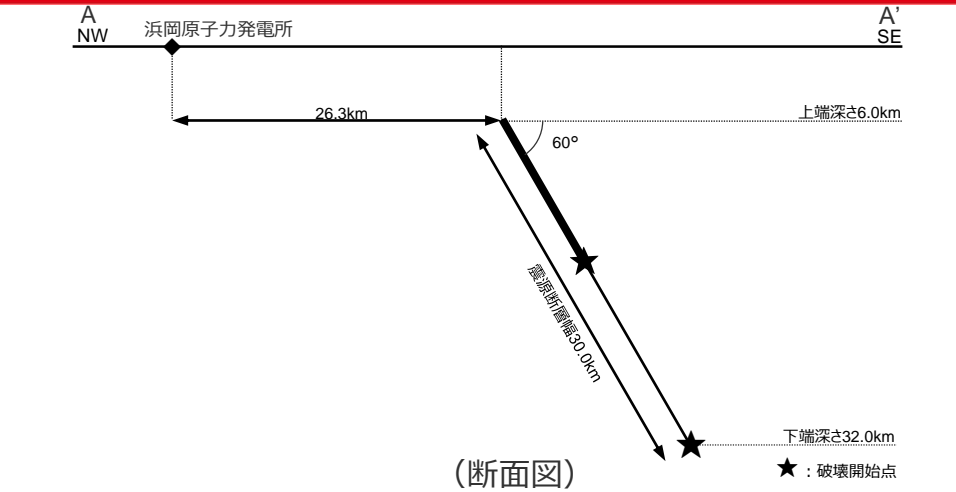 A
NW
浜岡原子力発電所
A’
SE
26.3km
上端深さ6.0km
60°
震源断層幅30.0km
下端深さ32.0km
（断面図）
★：破壊開始点